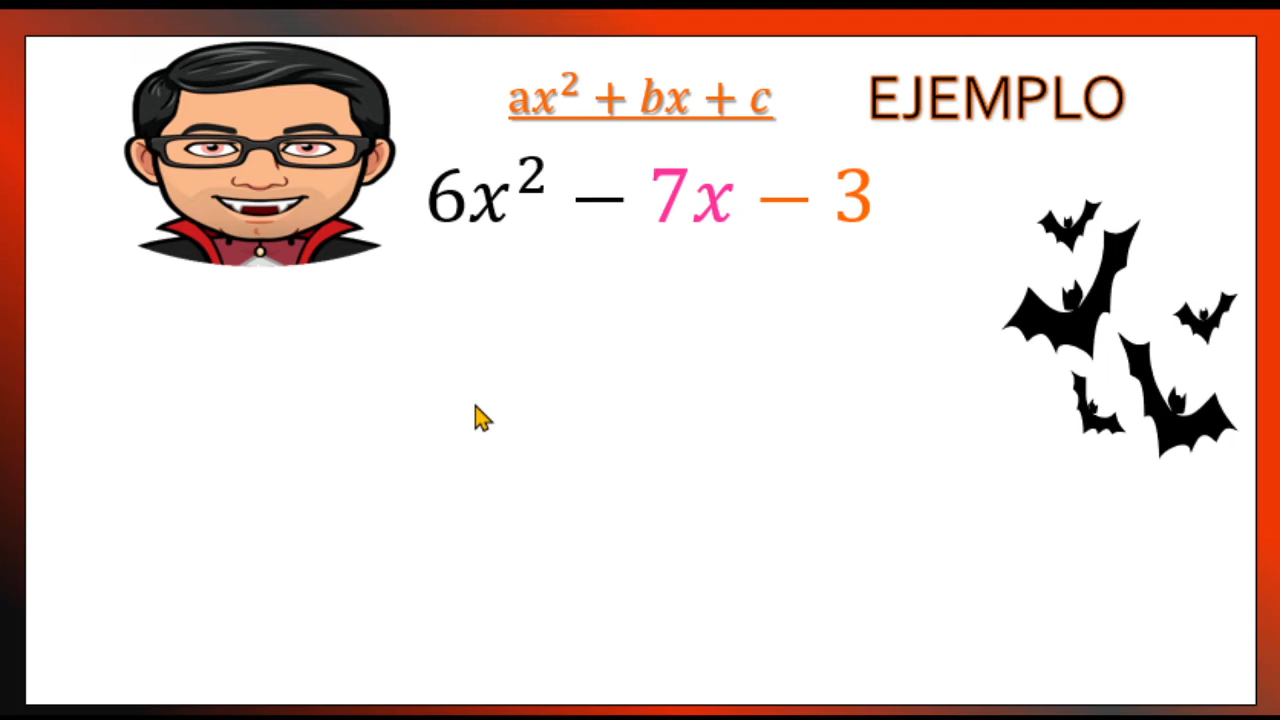 ax² + bx + c
EJEMPLO
6x² − 7x − 3